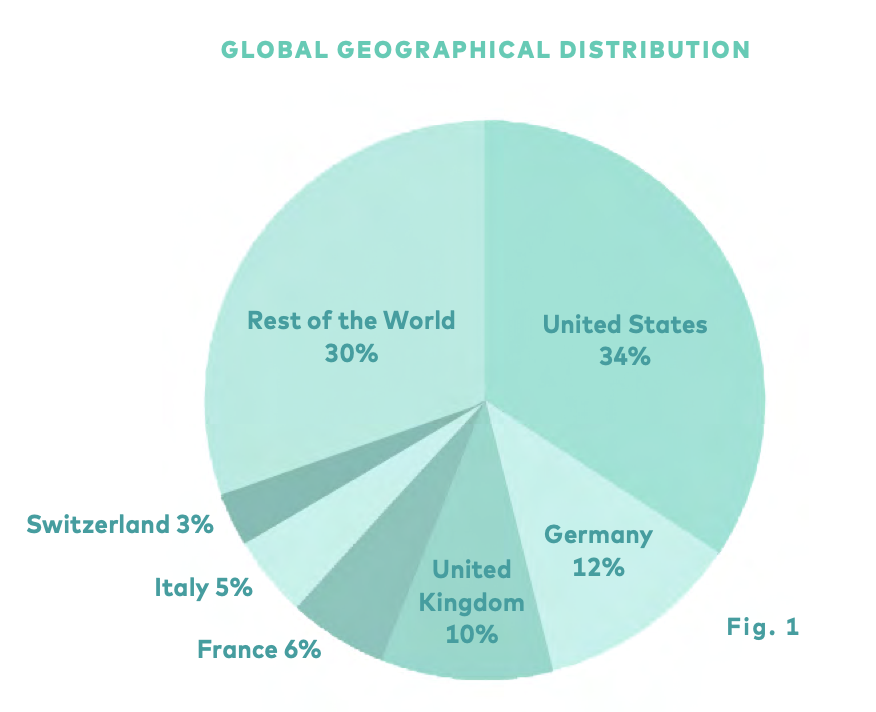 GLOBAL GEOGRAPHICAL DISTRIBUTION
Rest of the World
30%
United States
34%
Switzerland 3%
Germany
12%
United
Kingdom
10%
Italy 5%
France 6%
Fig. 1